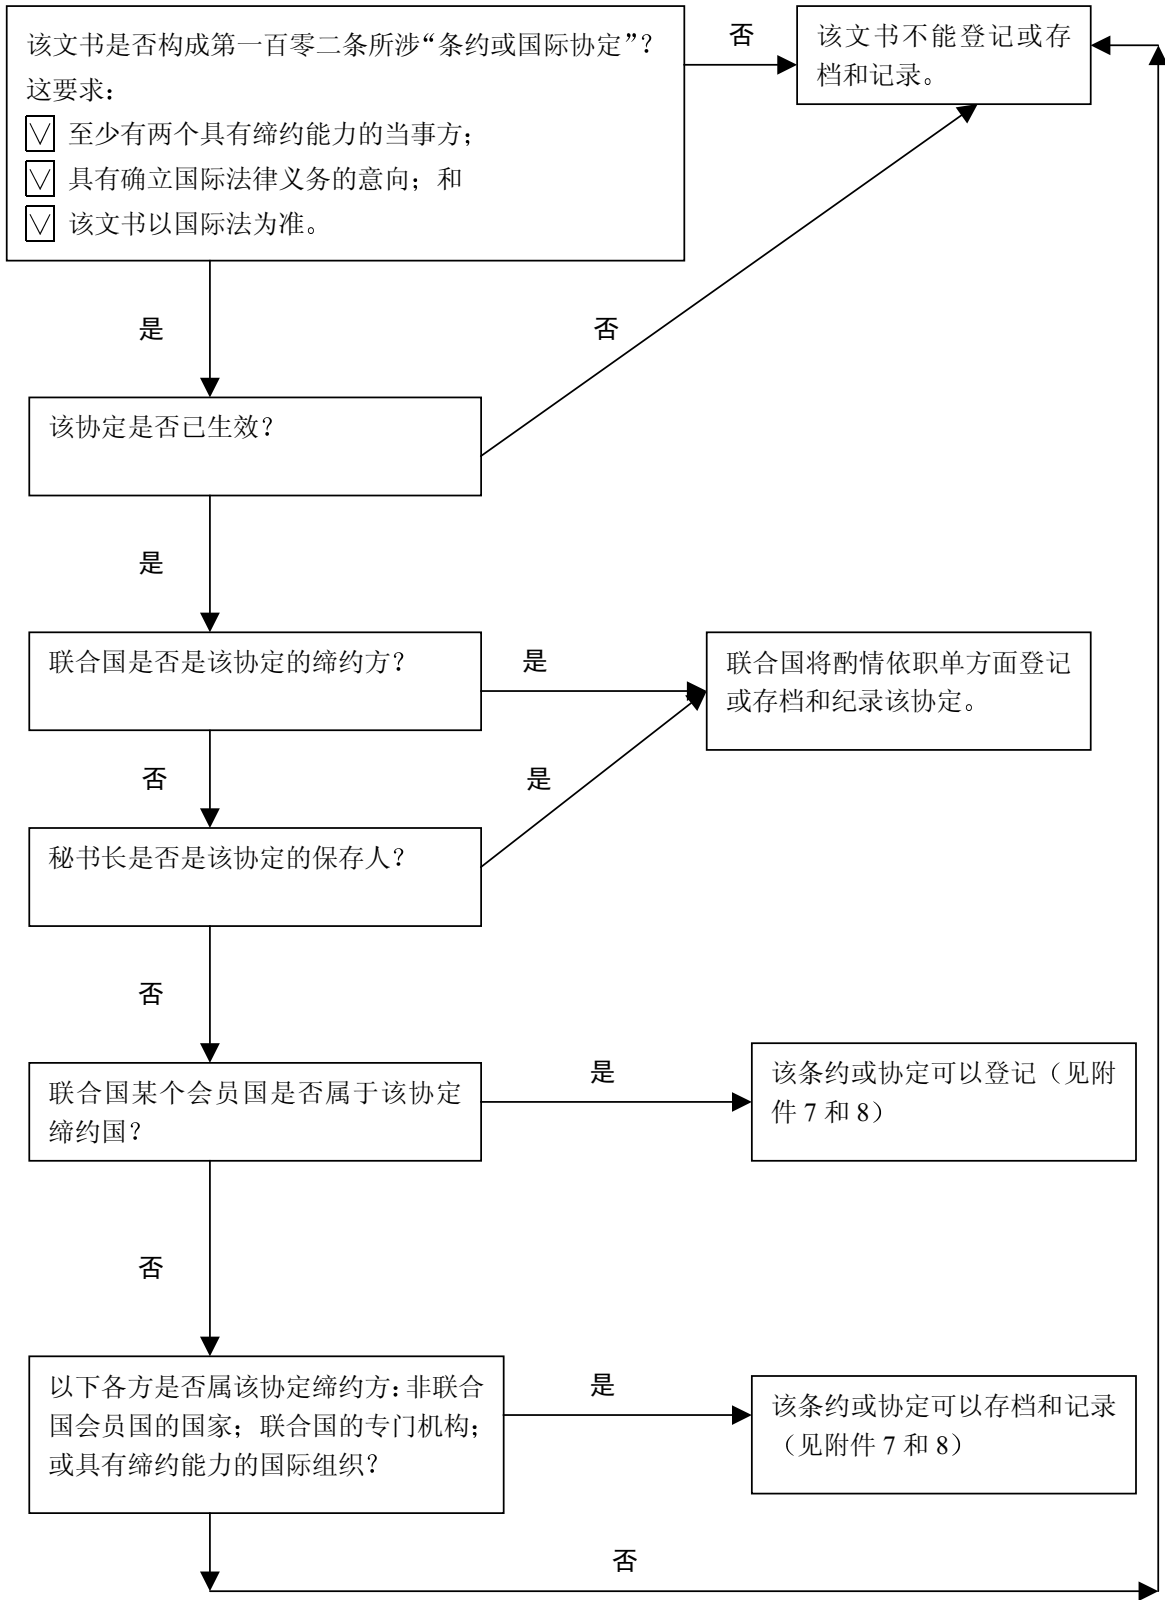 该文书是否构成第一百零二条所涉“条约或国际协定”？
这要求：
至少有两个具有缔约能力的当事方；
具有确立国际法律义务的意向；和
该文书以国际法为准。
否
该文书不能登记或存
档和记录。
是
否
该协定是否已生效？
是
联合国是否是该协定的缔约方？
是
联合国将酌情依职单方面登记
或存档和纪录该协定。
否
是
秘书长是否是该协定的保存人？
否
联合国某个会员国是否属于该协定
缔约国？
是
该条约或协定可以登记（见附
件 7 和 8）
否
以下各方是否属该协定缔约方：非联合
国会员国的国家；联合国的专门机构；
或具有缔约能力的国际组织？
是
该条约或协定可以存档和记录
（见附件 7 和 8）
否